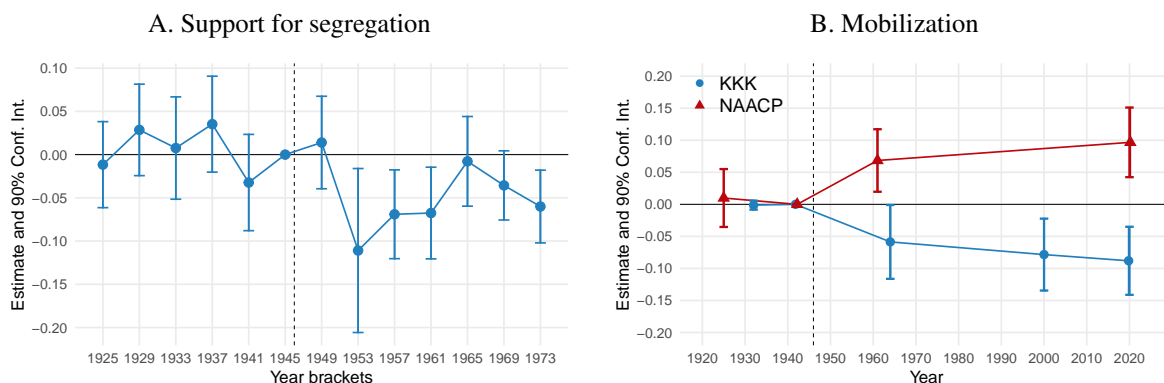 A. Support for segregation
Estimate and 90% Conf. Int.
0.10
0.05
0.00
−0.05
−0.10
−0.15
−0.20
1925 1929 1933 1937 1941 1945 1949 1953 1957 1961 1965 1969 1973
Year brackets
B. Mobilization
Estimate and 90% Conf. Int.
KKK
NAACP
0.20
0.15
0.10
0.05
0.00
−0.05
−0.10
−0.15
−0.20
1920 1930 1940 1950 1960 1970 1980 1990 2000 2010 2020
Year